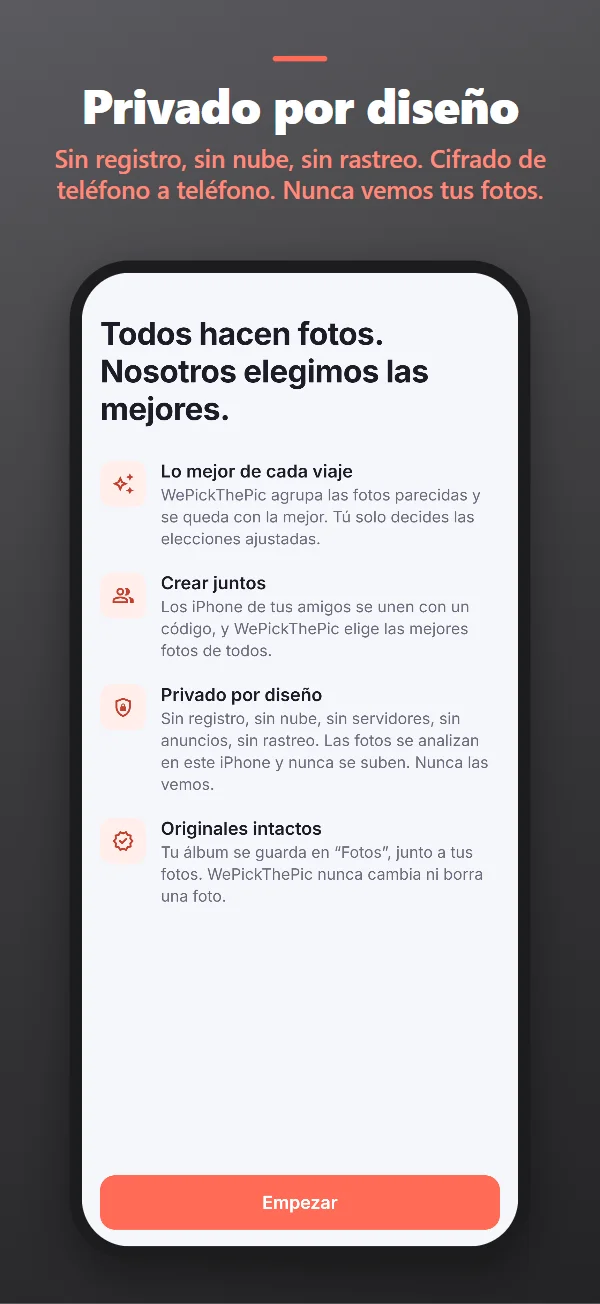 Privado por diseño
Sin registro, sin nube, sin rastreo. Cifrado de
teléfono a teléfono. Nunca vemos tus fotos.
Todos hacen fotos.
Nosotros elegimos las
mejores.
Lo mejor de cada viaje
WePickThePic agrupa las fotos parecidas y
se queda con la mejor. Tú solo decides las
elecciones ajustadas.
Crear juntos
Los iPhone de tus amigos se unen con un
código, y WePickThePic elige las mejores
fotos de todos.
Privado por diseño
Sin registro, sin nube, sin servidores, sin
anuncios, sin rastreo. Las fotos se analizan
en este iPhone y nunca se suben. Nunca las
vemos.
Originales intactos
Tu álbum se guarda en “Fotos”, junto a tus
fotos. WePickThePic nunca cambia ni borra
una foto.
Empezar